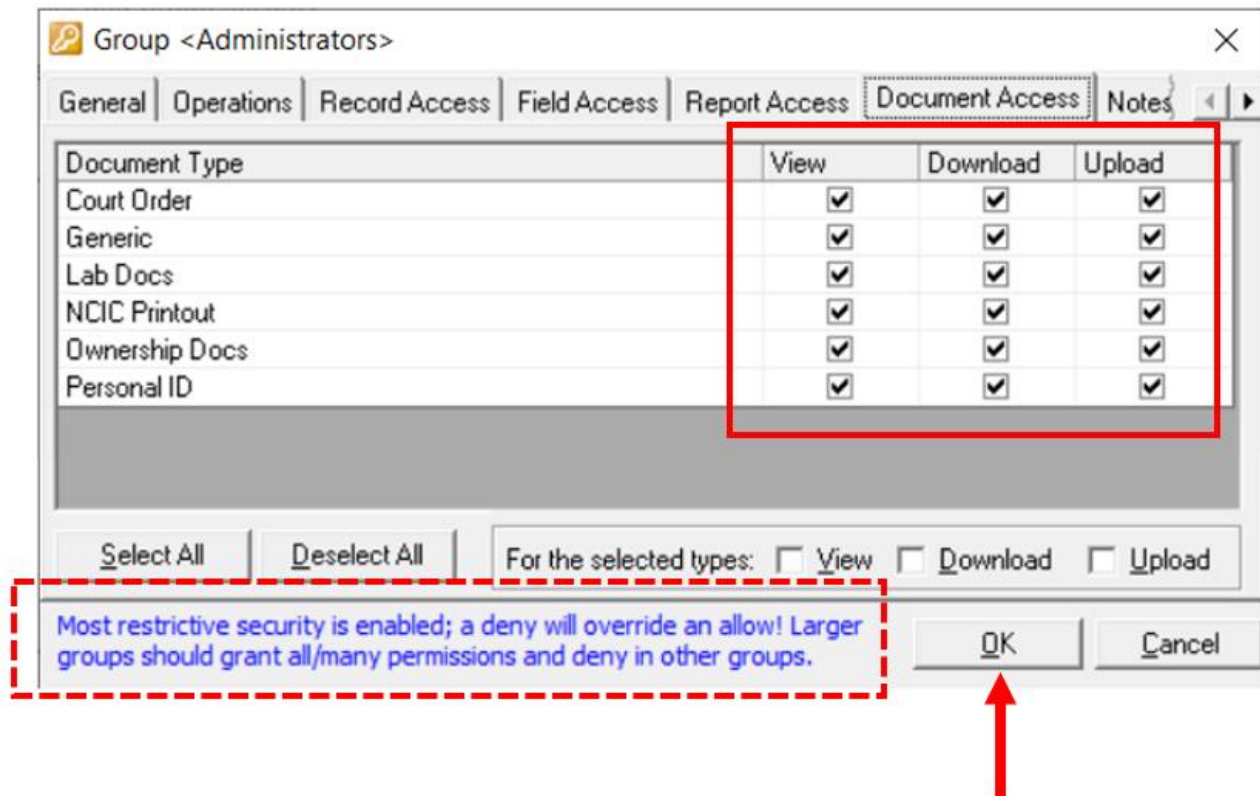 Group <Administrators>
General Operations Record Access Field Access Report Access Document Access Notes
Document Type View Download Upload
Court Order
Generic
Lab Docs
NCIC Printout
Ownership Docs
Personal ID
Select All Deselect All For the selected types: View Download Upload
Most restrictive security is enabled; a deny will override an allow! Larger
groups should grant all/many permissions and deny in other groups.
OK Cancel